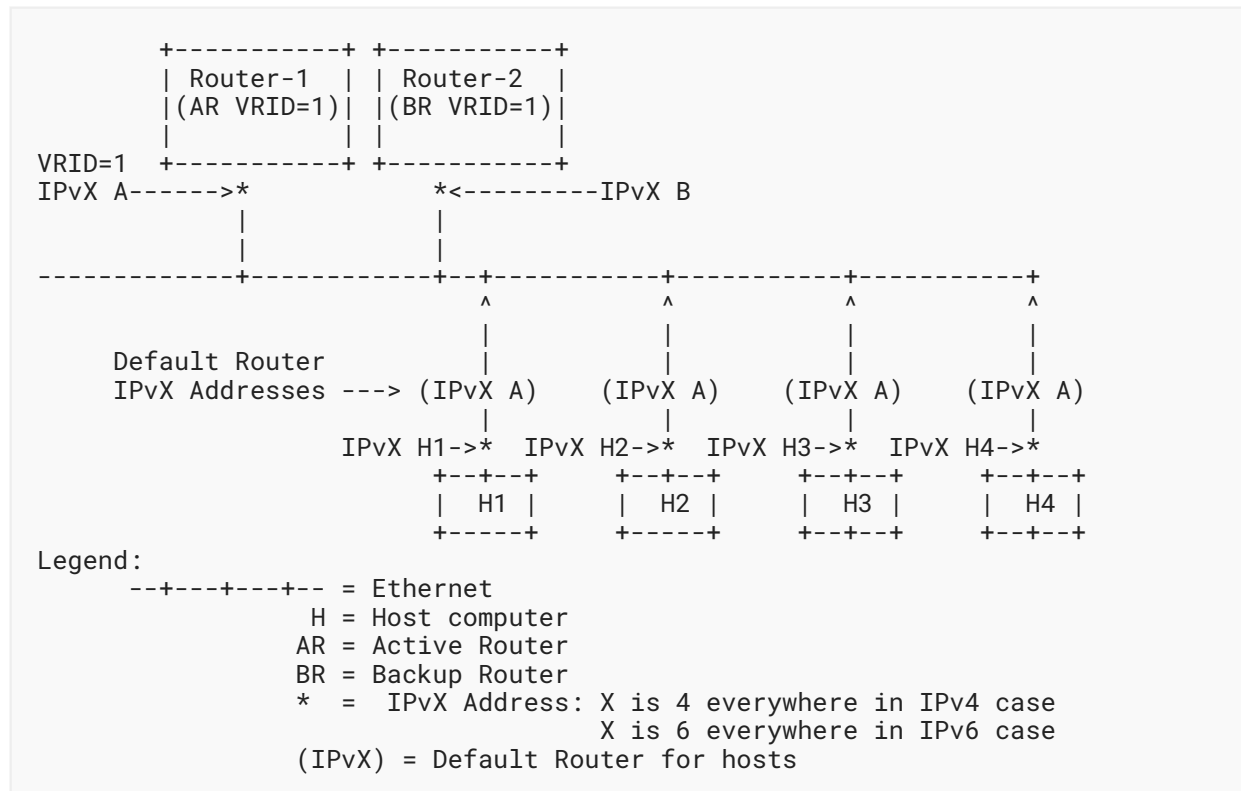 +-----------+ +-----------+
        | Router-1  | | Router-2  |
        |(AR VRID=1)| |(BR VRID=1)|
        |           | |           |
VRID=1  +-----------+ +-----------+
IPvX A------>*            *<---------IPvX B
             |            |
             |            |
-------------+------------+--+-----------+-----------+-----------+
                             ^           ^           ^           ^
                             |           |           |           |
     Default Router          |           |           |           |
     IPvX Addresses ---> (IPvX A)    (IPvX A)    (IPvX A)    (IPvX A)
                             |           |           |           |
                    IPvX H1->*  IPvX H2->*  IPvX H3->*  IPvX H4->*
                          +--+--+     +--+--+     +--+--+     +--+--+
                          |  H1 |     |  H2 |     |  H3 |     |  H4 |
                          +-----+     +-----+     +--+--+     +--+--+
Legend:
      --+---+---+-- = Ethernet
                  H = Host computer
                 AR = Active Router
                 BR = Backup Router
                 *  =  IPvX Address: X is 4 everywhere in IPv4 case
                                     X is 6 everywhere in IPv6 case
                 (IPvX) = Default Router for hosts